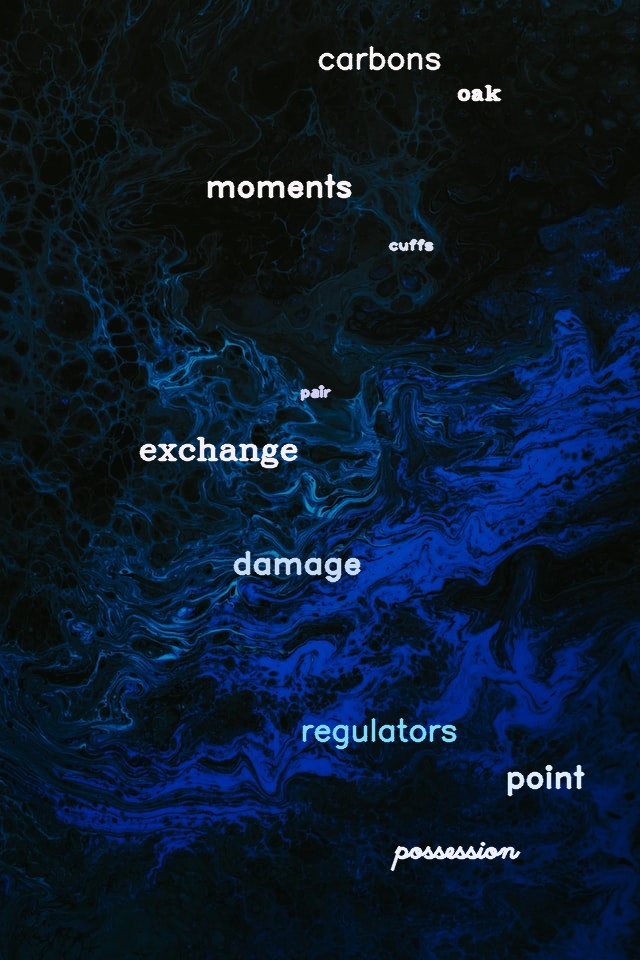 carbons
oak
moments
cuffs
pair
exchange
damage
regulators
point
possession